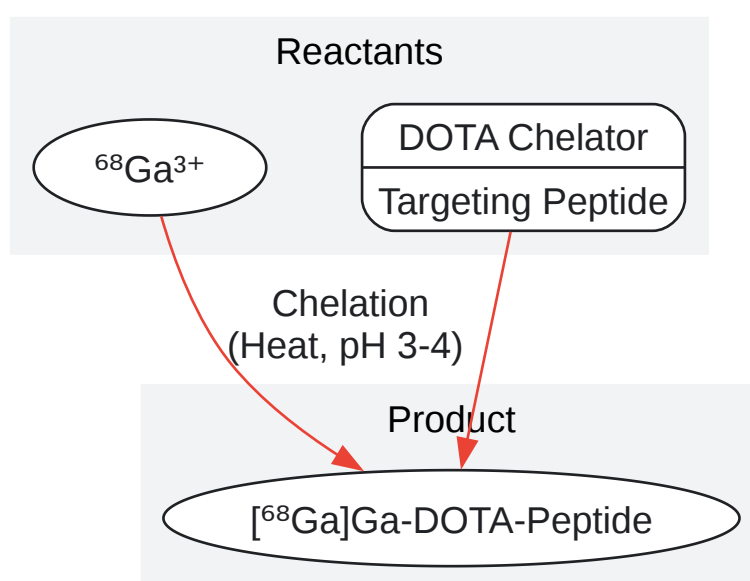 Reactants
⁶⁸Ga³⁺
DOTA Chelator
Targeting Peptide
Chelation
(Heat, pH 3-4)
Product
[⁶⁸Ga]Ga-DOTA-Peptide